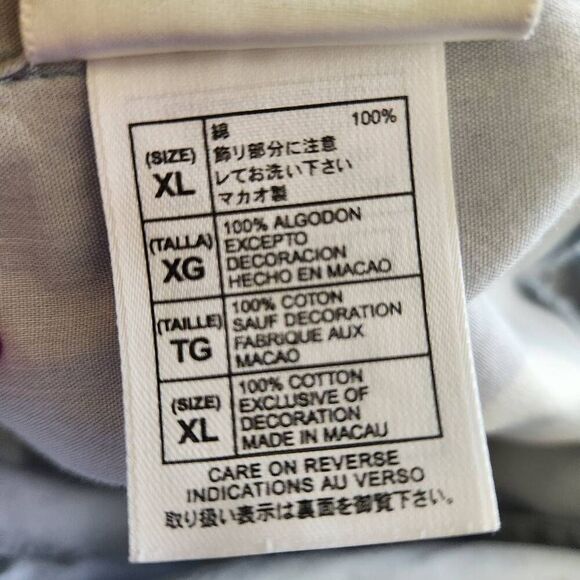 (SIZE)
XL
綿 100%
飾リ部分に注意
レてお洗い下さい
マカオ製
(TALLA)
XG
100% ALGODON
EXCEPTO
DECORACION
HECHO EN MACAO
(TAILLE)
TG
100% COTON
SAUF DECORATION
FABRIQUE AUX
MACAO
(SIZE)
XL
100% COTTON
EXCLUSIVE OF
DECORATION
MADE IN MACAU
CARE ON REVERSE
INDICATIONS AU VERSO
取り扱い表示は裏面を御覧下さい。